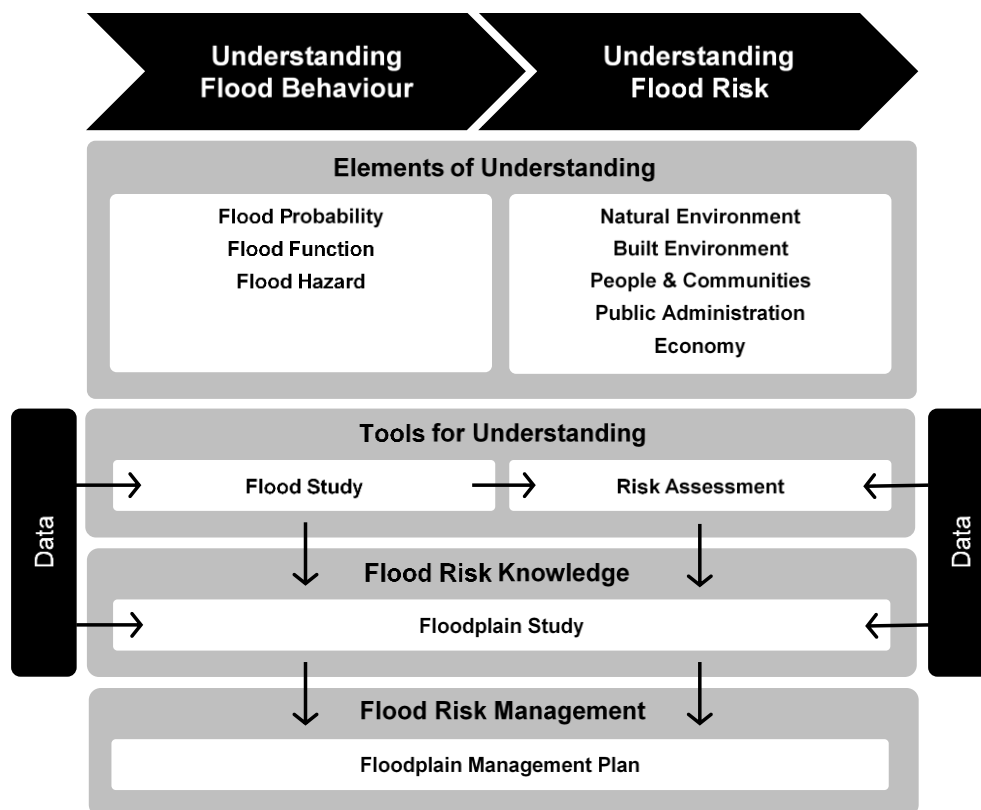 Understanding
Flood Behaviour
Understanding
Flood Risk
Elements of Understanding
Flood Probability
Flood Function
Flood Hazard
Natural Environment
Built Environment
People & Communities
Public Administration
Economy
Tools for Understanding
Flood Study
Risk Assessment
Data
Data
Flood Risk Knowledge
Floodplain Study
Flood Risk Management
Floodplain Management Plan